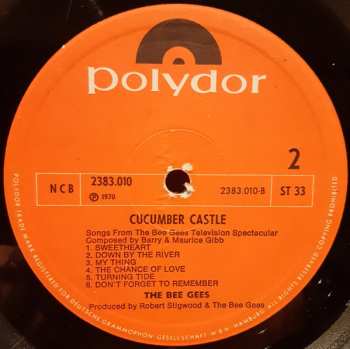 polydor
2
NCB
2383.010
℗ 1970
2383.010-B
ST 33
CUCUMBER CASTLE
Songs From The Bee Gees Television Spectacular
Composed by Barry & Maurice Gibb
1. SWEETHEART
2. DOWN BY THE RIVER
3. MY THING
4. THE CHANCE OF LOVE
5. TURNING TIDE
6. DON'T FORGET TO REMEMBER
THE BEE GEES
Produced by Robert Stigwood & The Bee Gees